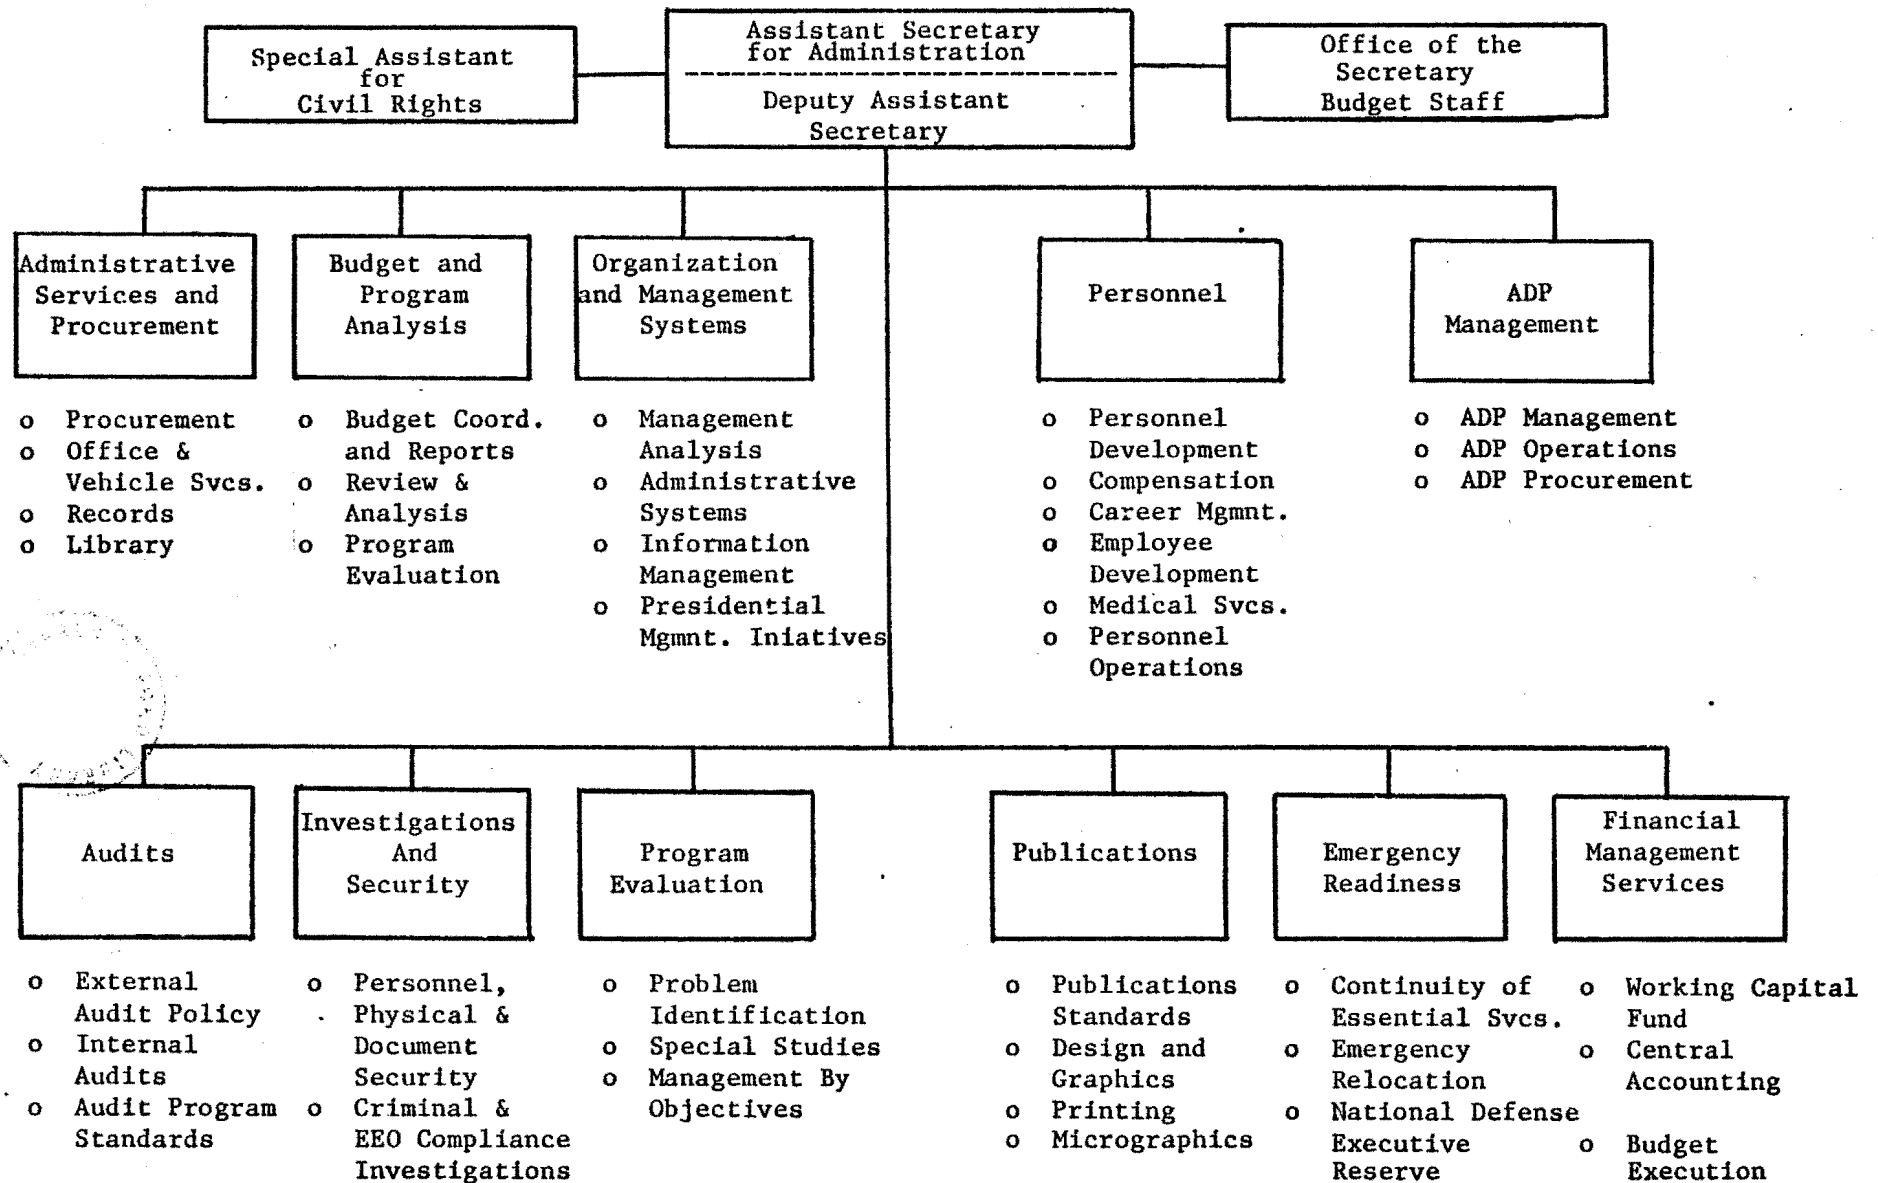 Special Assistant
for
Civil Rights
Assistant Secretary
for Administration
Deputy Assistant
Secretary
Office of the
Secretary
Budget Staff
Administrative
Services and
Procurement
o Procurement
o Office &
Vehicle Svcs.
o Records
o Library
Budget and
Program
Analysis
o Budget Coord.
and Reports
o Review &
Analysis
o Program
Evaluation
Organization
and Management
Systems
o Management
Analysis
o Administrative
Systems
o Information
Management
o Presidential
Mgmnt. Iniatives
Personnel
o Personnel
Development
o Compensation
o Career Mgmnt.
o Employee
Development
o Medical Svcs.
o Personnel
Operations
ADP
Management
o ADP Management
o ADP Operations
o ADP Procurement
Audits
o External
Audit Policy
o Internal
Audits
o Audit Program
Standards
Investigations
And
Security
o Personnel,
Physical &
Document
Security
o Criminal &
EEO Compliance
Investigations
Program
Evaluation
o Problem
Identification
o Special Studies
o Management By
Objectives
Publications
o Publications
Standards
o Design and
Graphics
o Printing
o Micrographics
Emergency
Readiness
o Continuity of
Essential Svcs.
o Emergency
Relocation
o National Defense
Executive
Reserve
Financial
Management
Services
o Working Capital
Fund
o Central
Accounting
o Budget
Execution